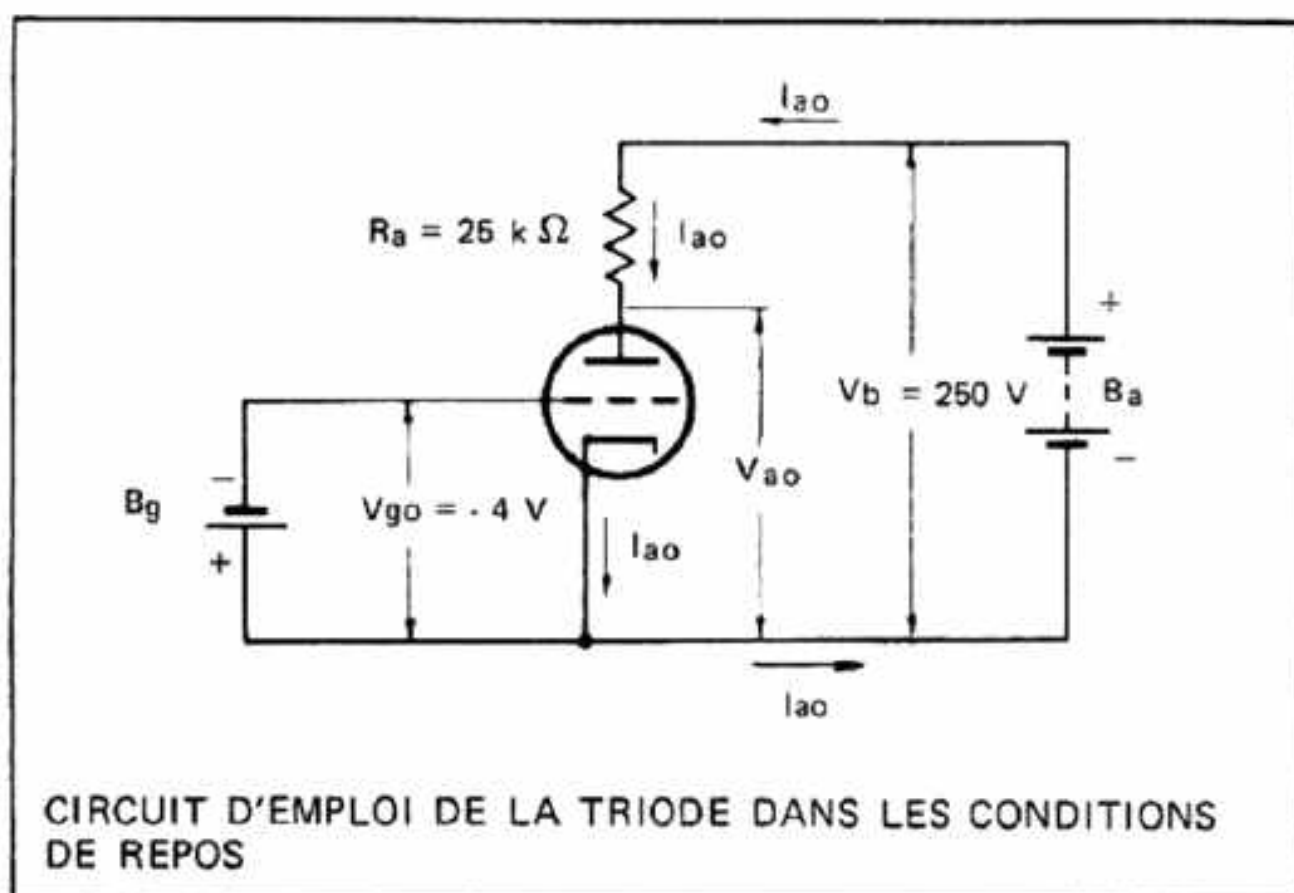 Iao
Ra = 25 k Ω
Iao
+
Vb = 250 V
Ba
−
Vao
−
Bg
+
Vgo = - 4 V
Iao
Iao
CIRCUIT D'EMPLOI DE LA TRIODE DANS LES CONDITIONS
DE REPOS